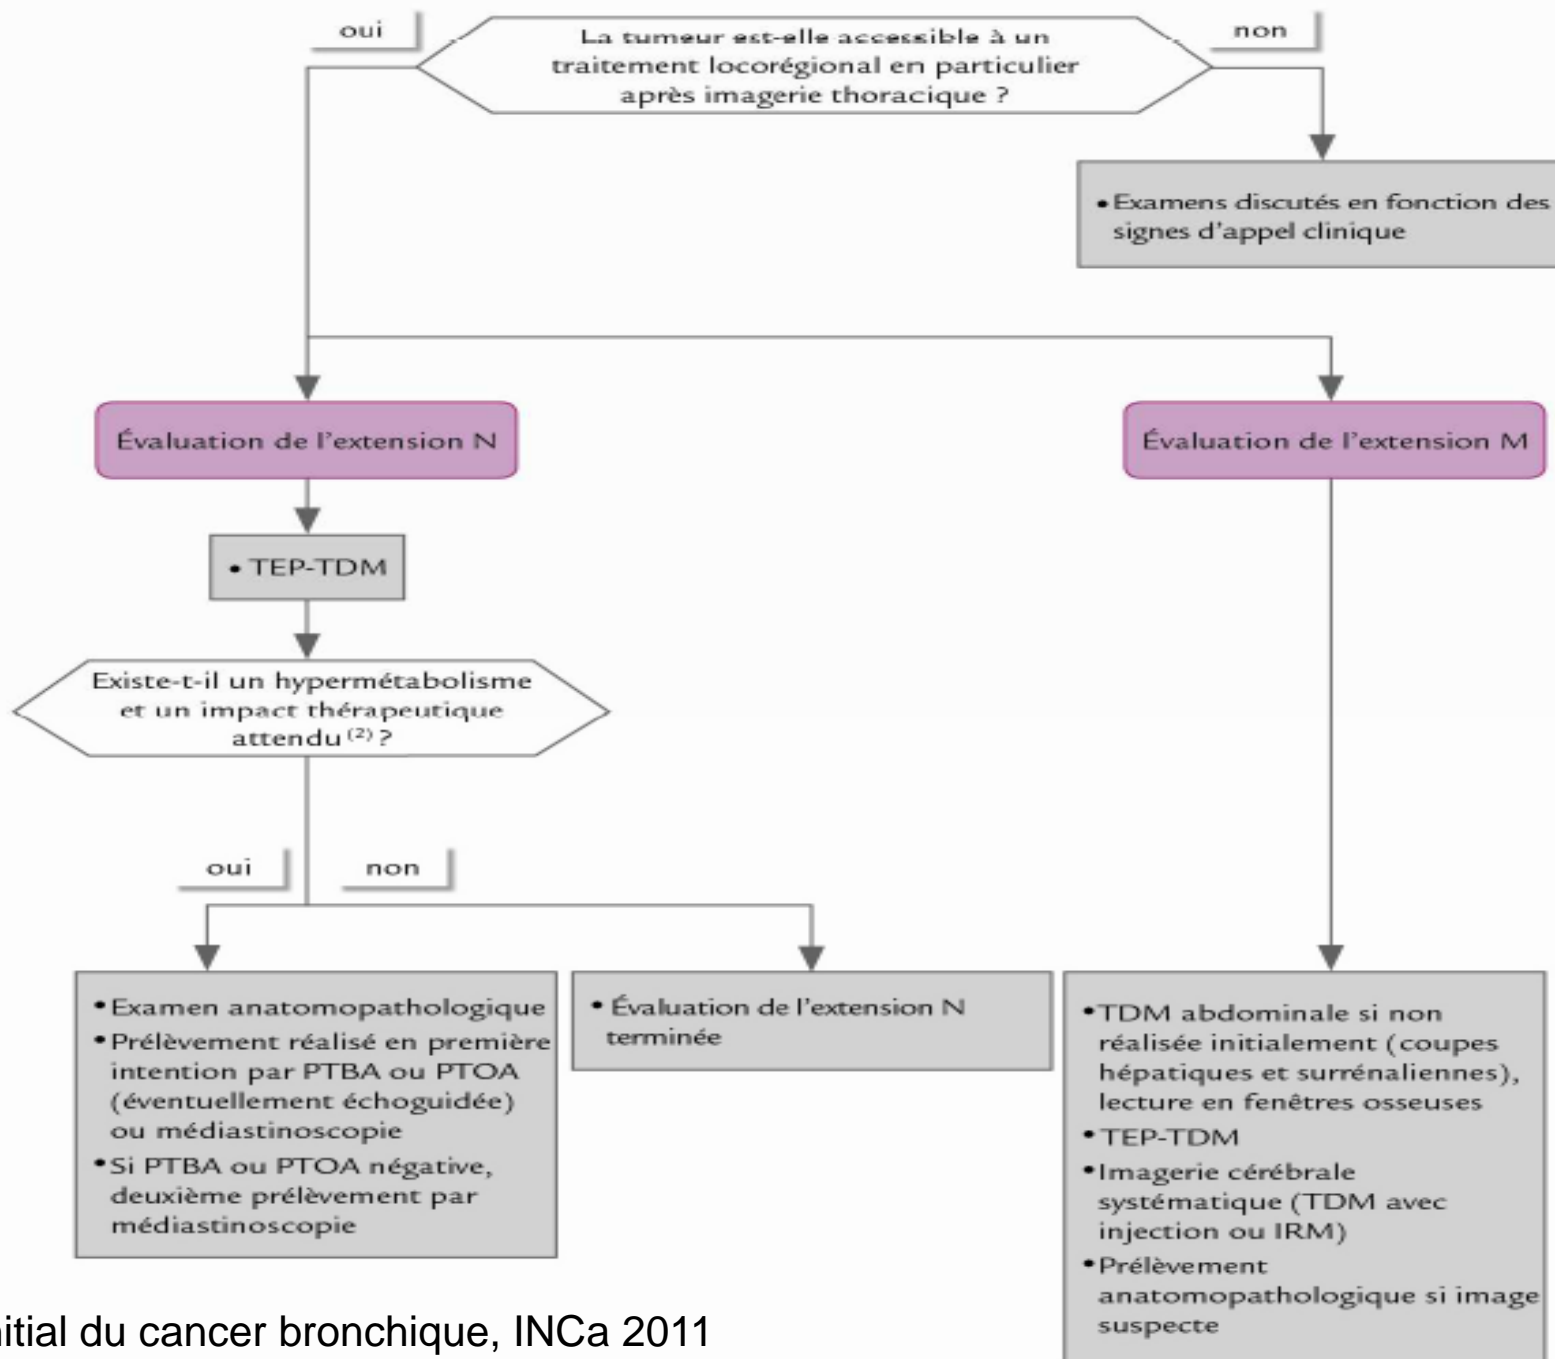 oui
La tumeur est-elle accessible à un
traitement locorégional en particulier
après imagerie thoracique ?
non
•Examens discutés en fonction des
signes d'appel clinique
Évaluation de l'extension N
Évaluation de l'extension M
• TEP-TDM
Existe-t-il un hypermétabolisme
et un impact thérapeutique
attendu (2) ?
oui
non
•Examen anatomopathologique
•Prélèvement réalisé en première
intention par PTBA ou PTOA
(éventuellement échoguidée)
ou médiastinoscopie
•Si PTBA ou PTOA négative,
deuxième prélèvement par
médiastinoscopie
• Évaluation de l'extension N
terminée
•TDM abdominale si non
réalisée initialement (coupes
hépatiques et surrénaliennes),
lecture en fenêtres osseuses
•TEP-TDM
•Imagerie cérébrale
systématique (TDM avec
injection ou IRM)
•Prélèvement
anatomopathologique si image
suspecte
nitial du cancer bronchique, INCa 2011